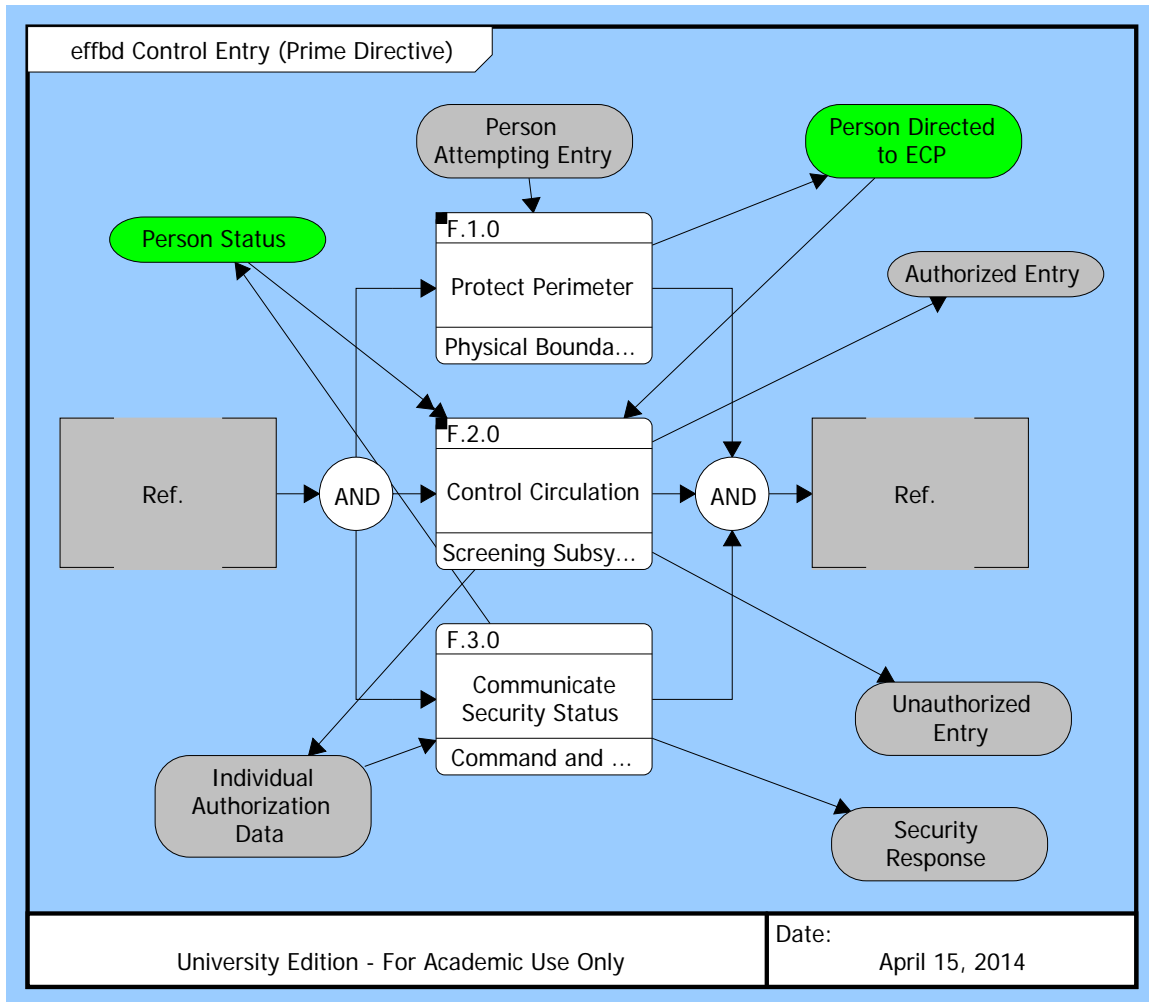 effbd Control Entry (Prime Directive)
Person
Attempting Entry
Person Directed
to ECP
Person Status
F.1.0
Protect Perimeter
Physical Bounda...
Authorized Entry
Ref.
AND
F.2.0
Control Circulation
Screening Subsy...
AND
Ref.
F.3.0
Communicate
Security Status
Command and ...
Unauthorized
Entry
Individual
Authorization
Data
Security
Response
University Edition - For Academic Use Only
Date:
April 15, 2014